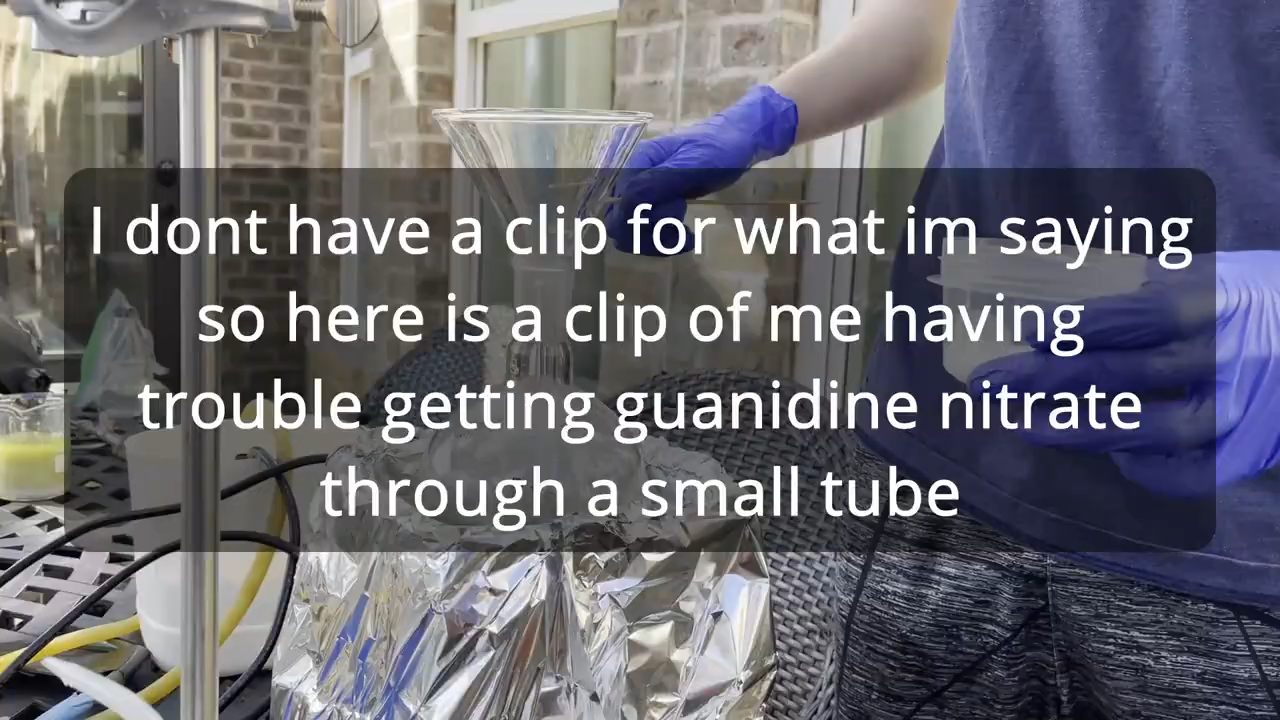 I dont have a clip for what im saying
so here is a clip of me having
trouble getting guanidine nitrate
through a small tube